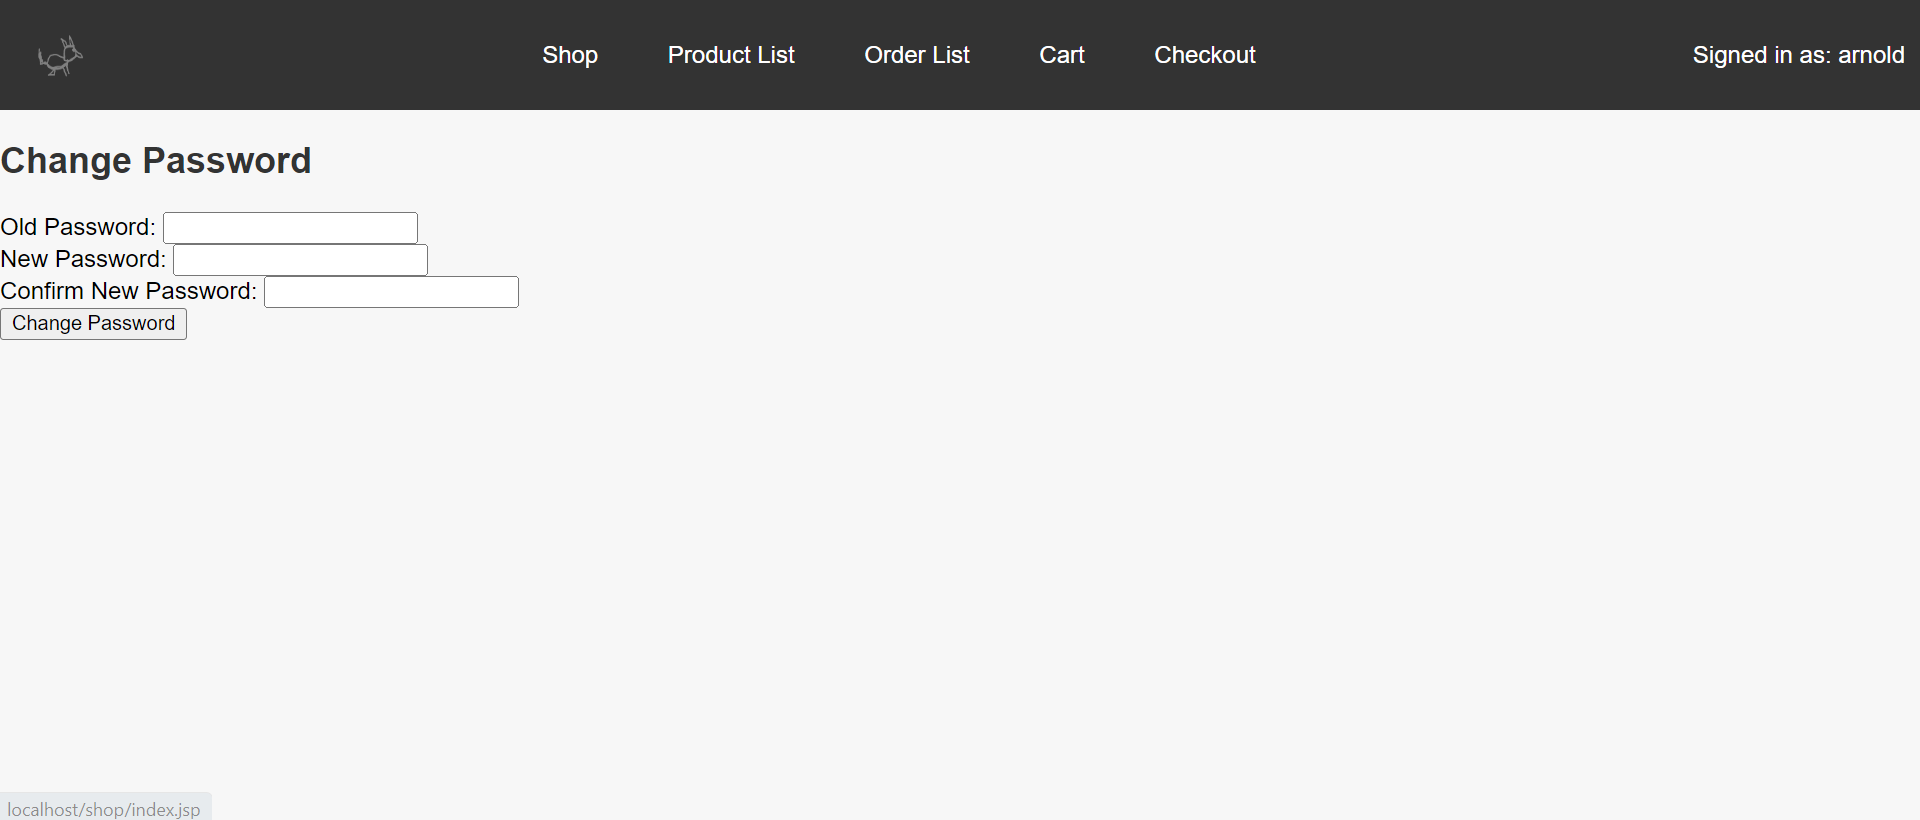 Shop Product List Order List Cart Checkout Signed in as: arnold
Change Password
Old Password:
New Password:
Confirm New Password:
Change Password
localhost/shop/index.jsp